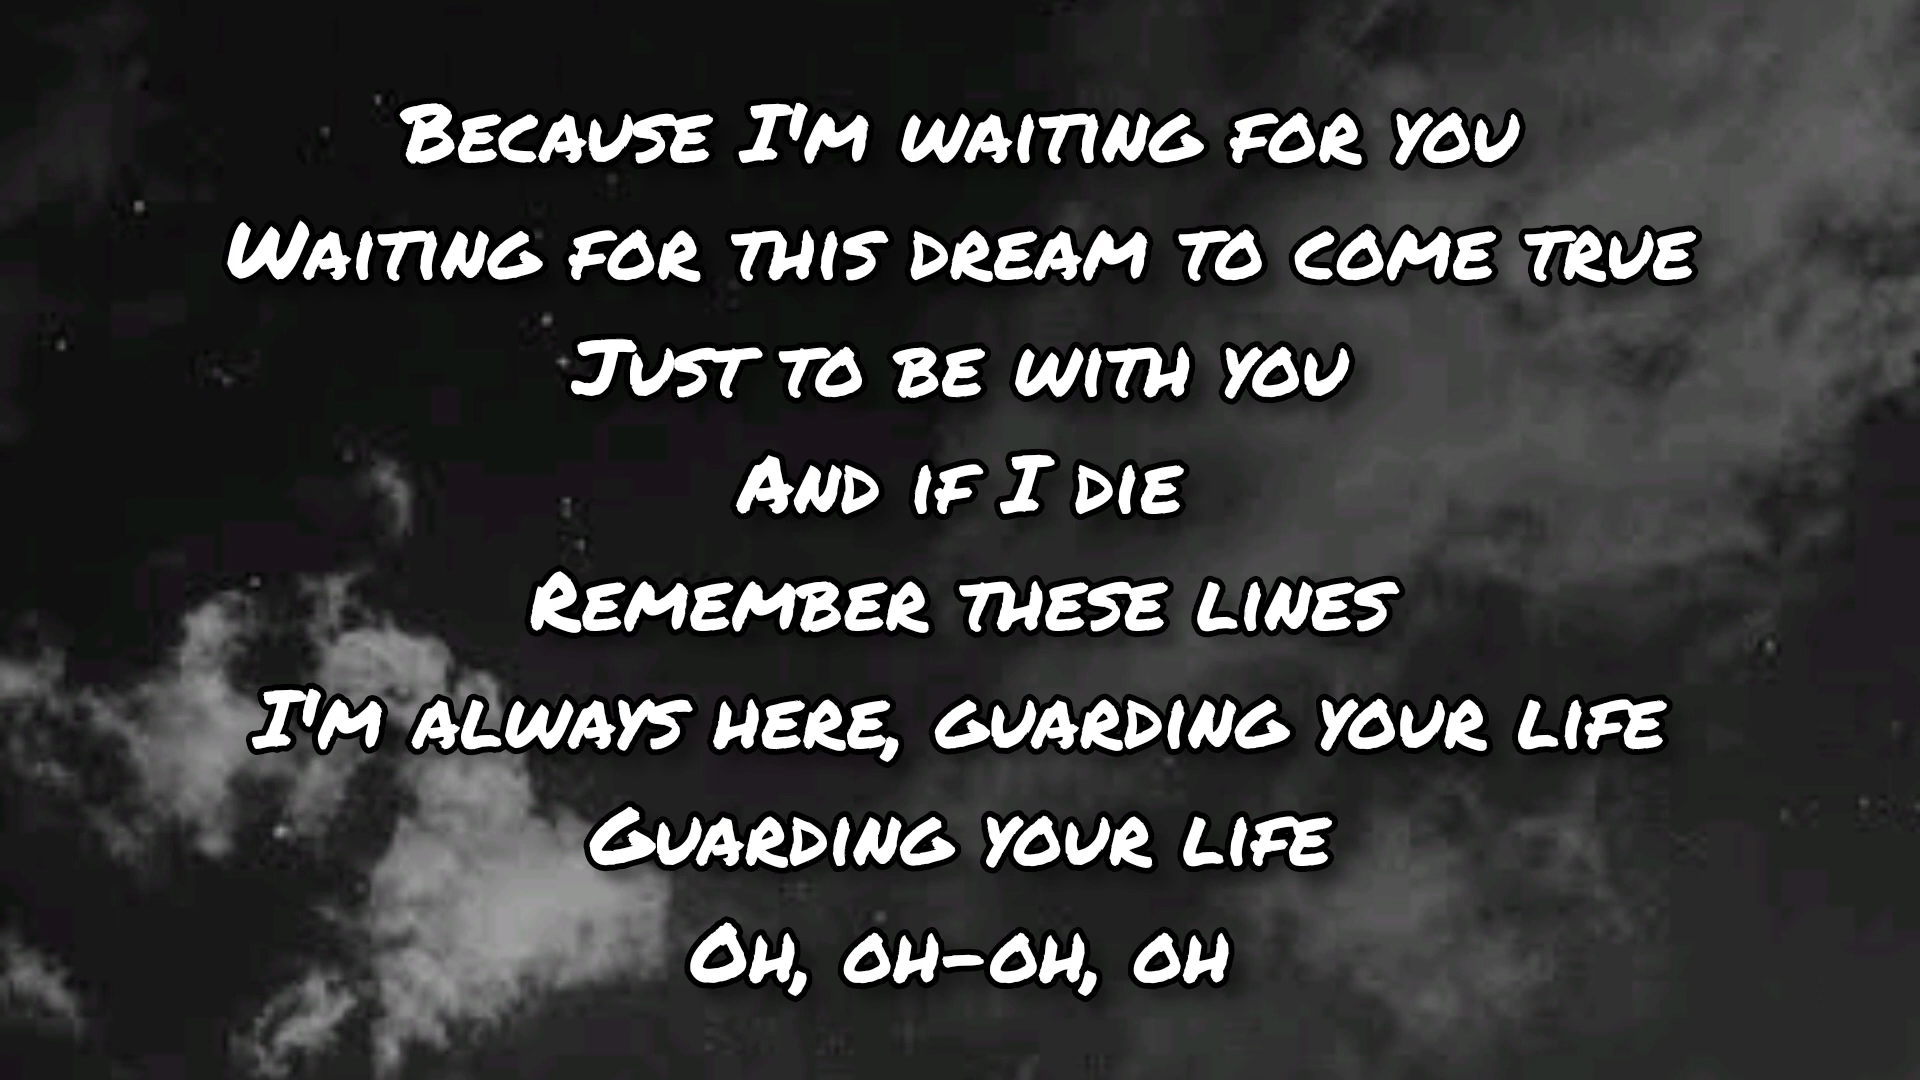 Because I'm waiting for you
Waiting for this dream to come true
Just to be with you
And if I die
Remember these lines
I'm always here, guarding your life
Guarding your life
Oh, oh-oh, oh